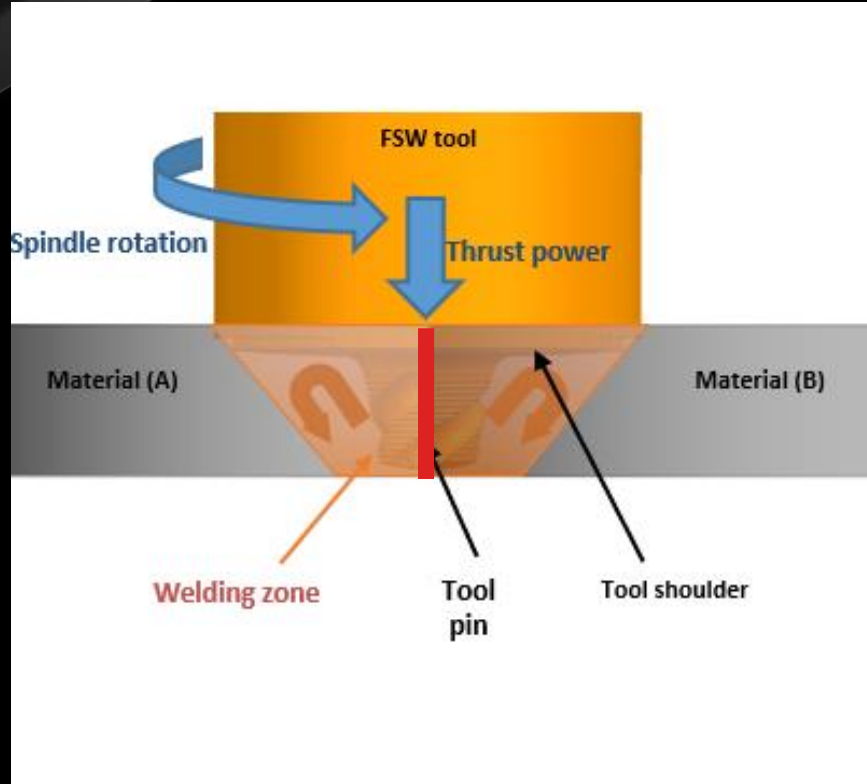 FSW tool
Spindle rotation
Thrust power
Material (A)
Material (B)
Welding zone
Tool
pin
Tool shoulder